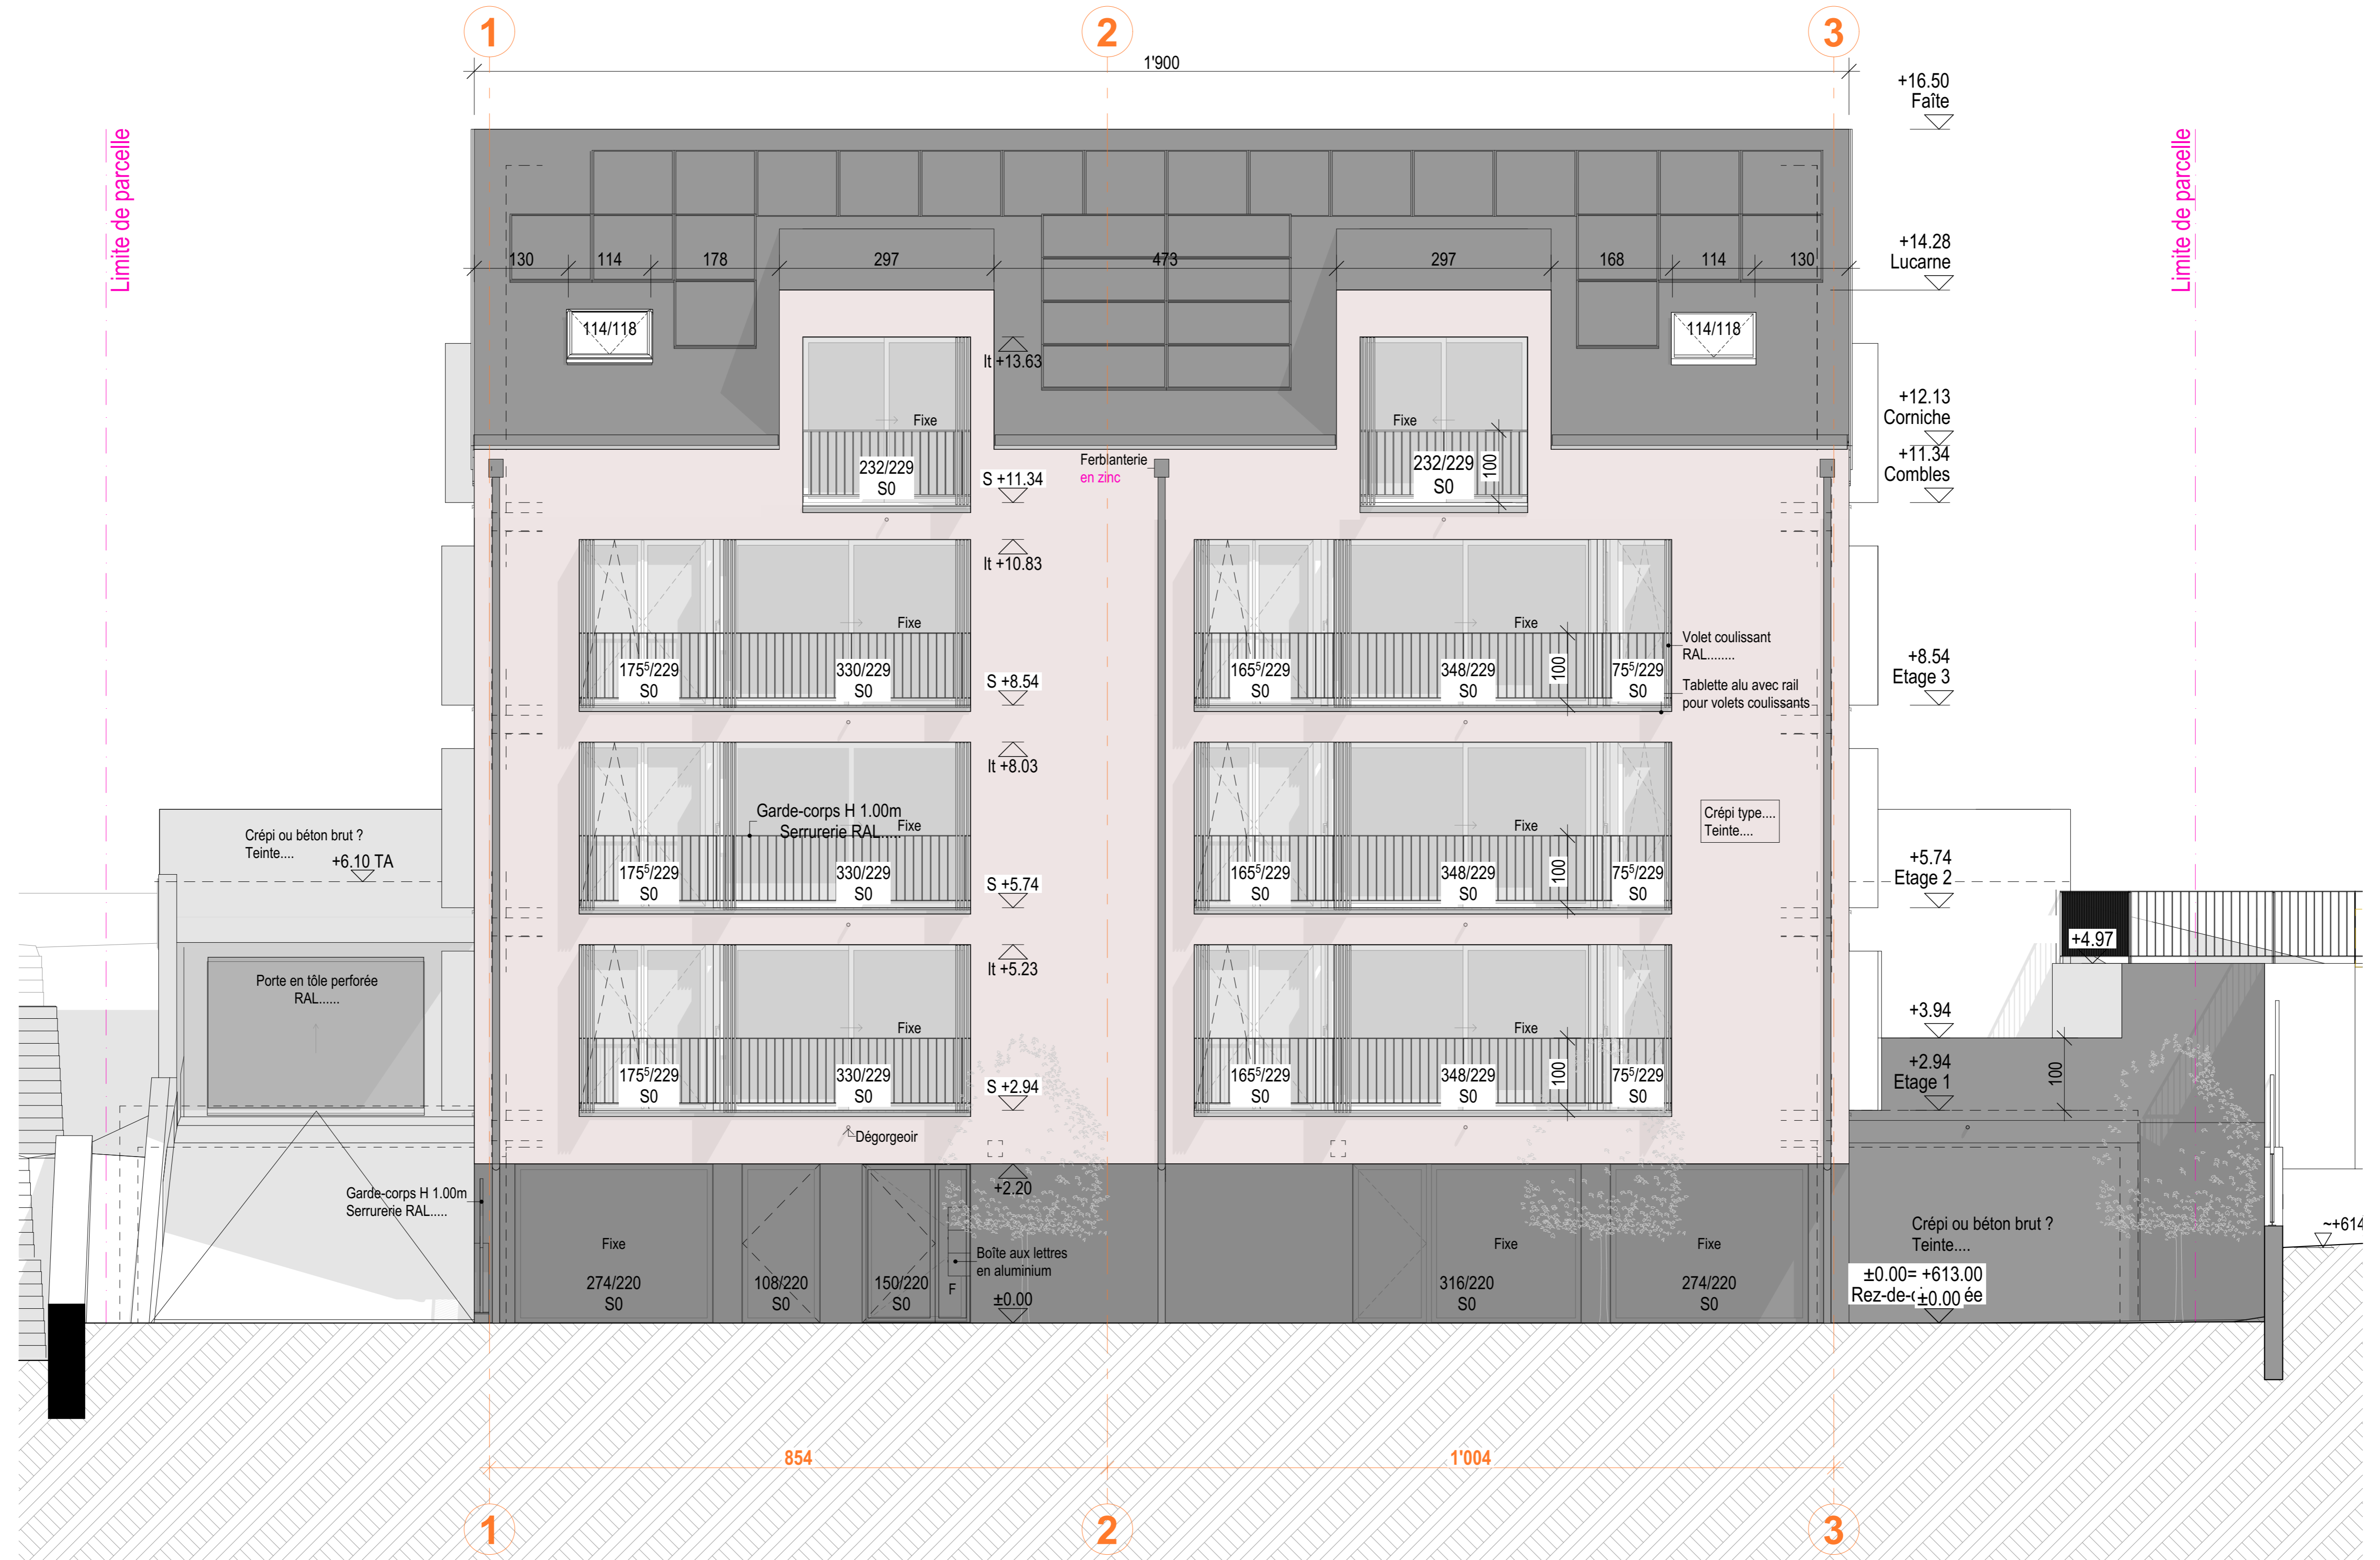 1
2
3
1'900
+16.50
Faîte
Limite de parcelle
Limite de parcelle
+14.28
Lucarne
130
114
178
297
473
297
168
114
130
114/118
114/118
lt +13.63
+12.13
Corniche
Fixe
Fixe
232/229
S0
232/229
S0
100
Ferblanterie
en zinc
S +11.34
+11.34
Combles
lt +10.83
Fixe
Fixe
Volet coulissant
RAL........
175⁵/229
S0
330/229
S0
S +8.54
165⁵/229
S0
348/229
S0
100
75⁵/229
S0
Tablette alu avec rail
pour volets coulissants
+8.54
Etage 3
lt +8.03
Garde-corps H 1.00m
Serrurerie RAL.....
Fixe
Fixe
Crépi type....
Teinte....
Crépi ou béton brut ?
Teinte....
+6.10 TA
175⁵/229
S0
330/229
S0
S +5.74
165⁵/229
S0
348/229
S0
100
75⁵/229
S0
+5.74
Etage 2
+4.97
lt +5.23
Porte en tôle perforée
RAL......
Fixe
Fixe
+3.94
175⁵/229
S0
330/229
S0
S +2.94
165⁵/229
S0
348/229
S0
100
75⁵/229
S0
+2.94
Etage 1
100
Dégorgeoir
+2.20
Garde-corps H 1.00m
Serrurerie RAL.....
Fixe
274/220
S0
108/220
S0
150/220
S0
F
Boîte aux lettres
en aluminium
±0.00
Fixe
316/220
S0
Fixe
274/220
S0
Crépi ou béton brut ?
Teinte....
±0.00= +613.00
±0.00
~+614
854
1'004
1
2
3